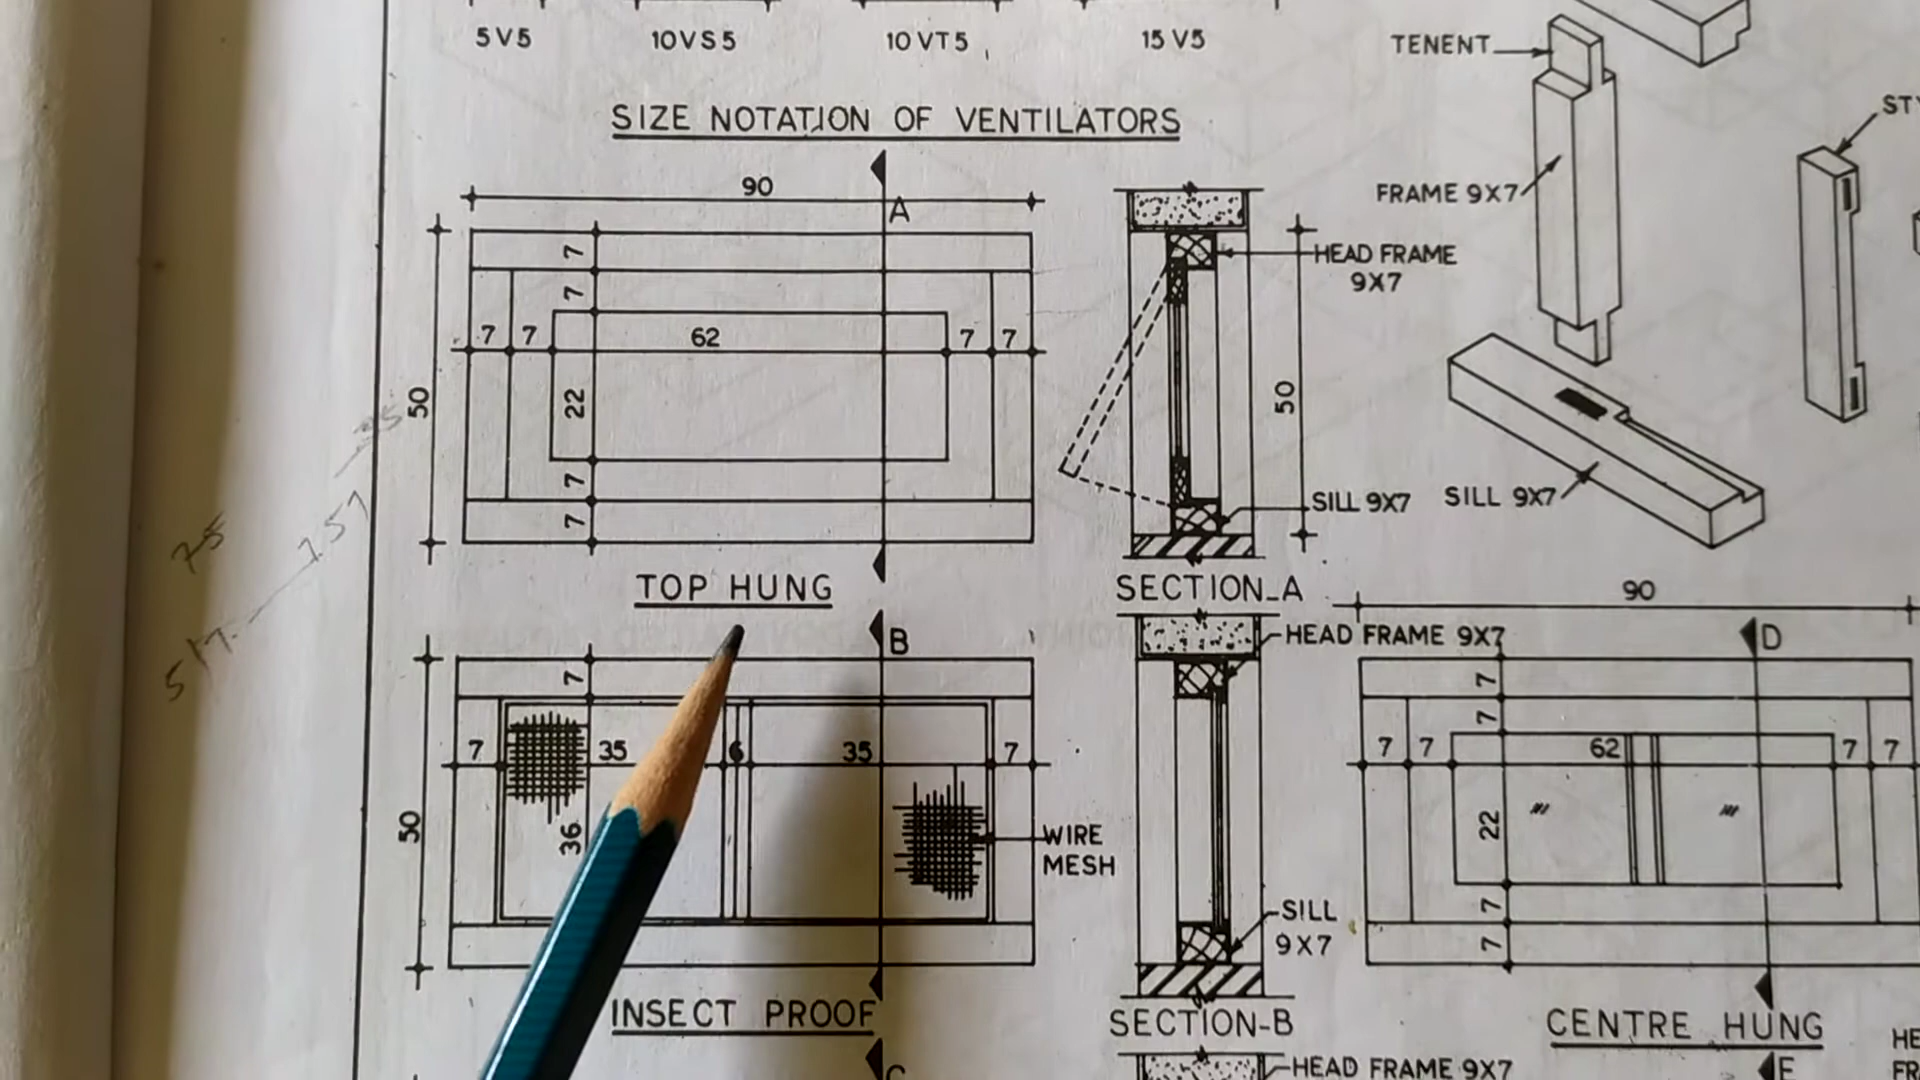 5V5
10VS5
10VT5
15V5
TENENT
SIZE NOTATION OF VENTILATORS
90
A
FRAME 9X7
HEAD FRAME
9X7
7
7
7
7
62
7
7
50
22
7
7
50
SILL 9X7
SILL 9X7
75
TOP HUNG
SECTION-A
90
B
HEAD FRAME 9X7
D
7
7
35
6
35
7
50
36
WIRE
MESH
SILL
9X7
7
7
7
7
62
7
7
22
7
7
INSECT PROOF
SECTION-B
CENTRE HUNG
C
HEAD FRAME 9X7
E